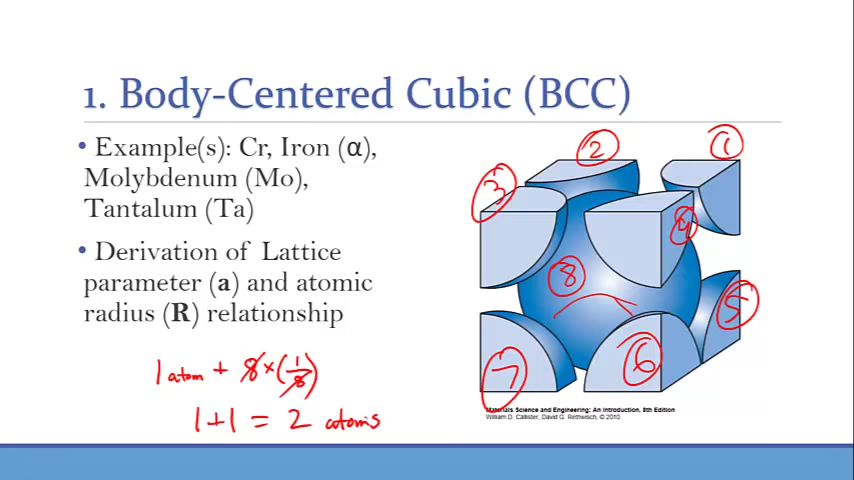 1. Body-Centered Cubic (BCC)
• Example(s): Cr, Iron (α),
Molybdenum (Mo),
Tantalum (Ta)
• Derivation of Lattice
parameter (a) and atomic
radius (R) relationship
1 atom + 8 × (1/8)
1 + 1 = 2 atoms
2
1
3
4
8
5
6
7
Materials Science and Engineering: An Introduction, 8th Edition
William D. Callister, David G. Rethwisch, © 2010